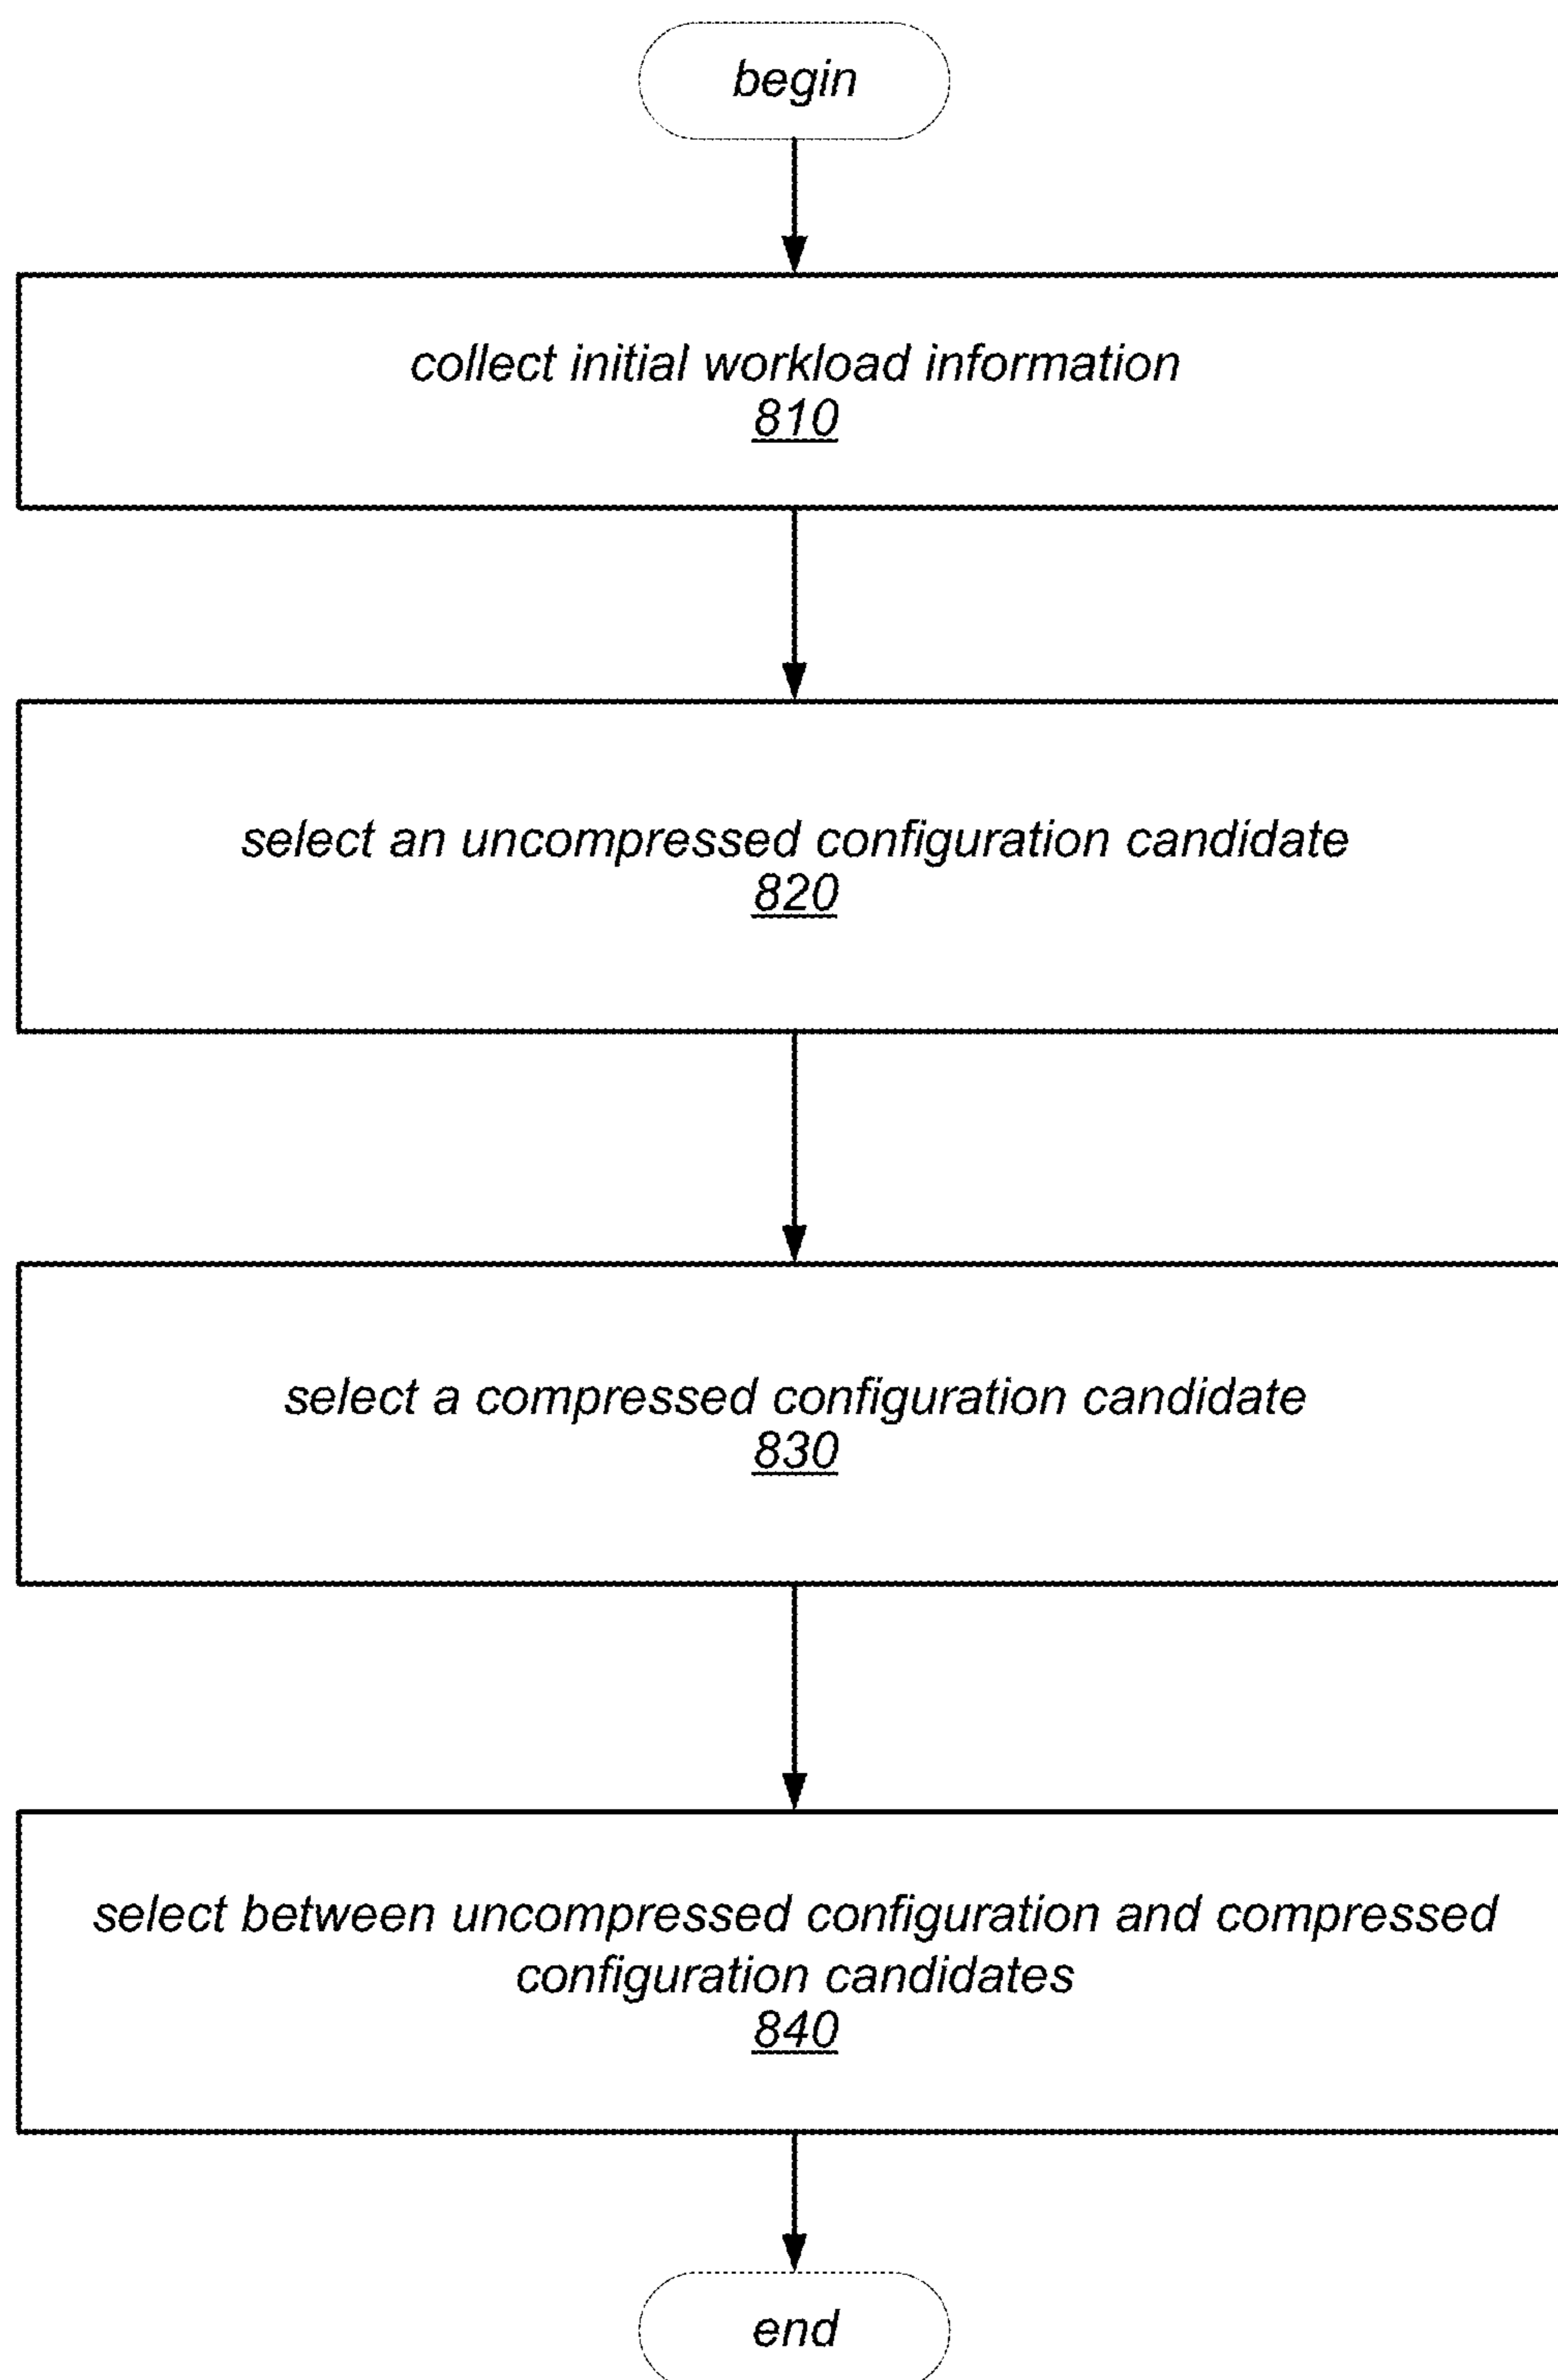 begin
collect initial workload information
810
select an uncompressed configuration candidate
820
select a compressed configuration candidate
830
select between uncompressed configuration and compressed
configuration candidates
840
end